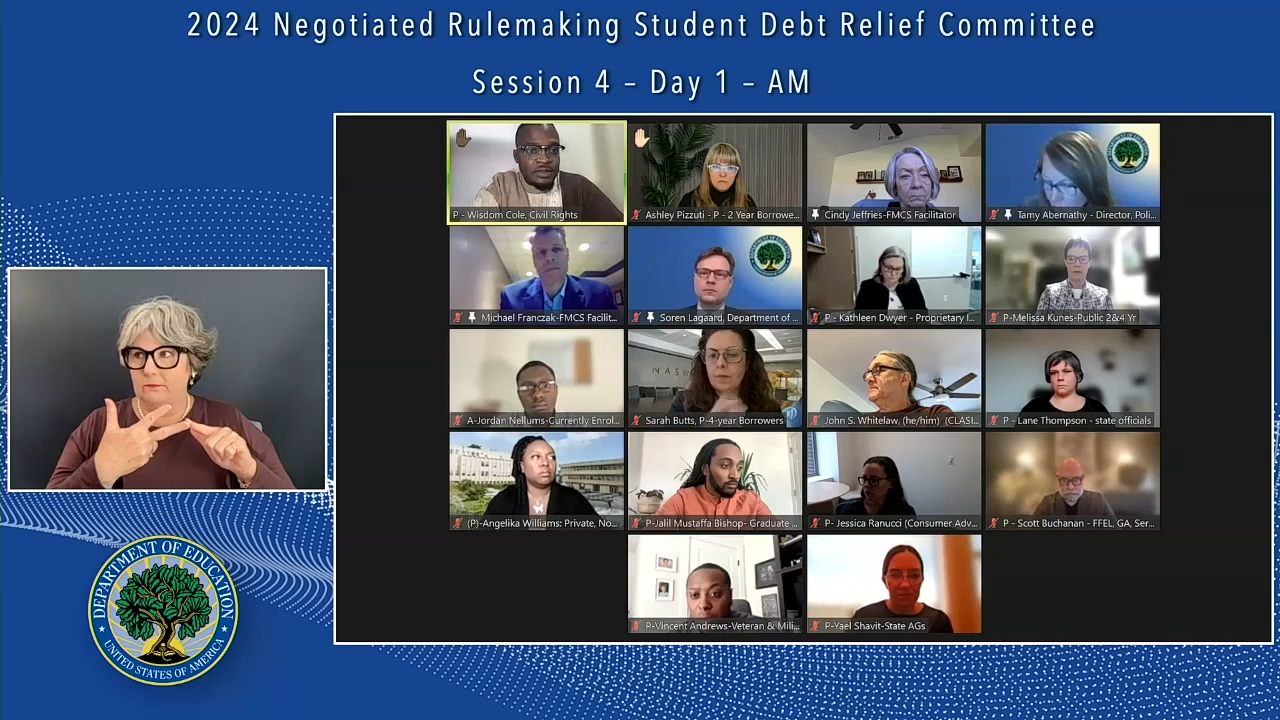 2024 Negotiated Rulemaking Student Debt Relief Committee
Session 4 – Day 1 – AM
P - Wisdom Cole, Civil Rights
Ashley Pizzuti - P - 2 Year Borrowe...
Cindy Jeffries-FMCS Facilitator
Tamy Abernathy - Director, Poli...
Michael Franczak-FMCS Facilit...
Soren Lagaard, Department of ...
P - Kathleen Dwyer - Proprietary I...
P-Melissa Kunes-Public 2&4 Yr
A-Jordan Nellums-Currently Enrol...
NASW
Sarah Butts, P-4-year Borrowers
John S. Whitelaw, (he/him) (CLASI...
P - Lane Thompson - state officials
(P)-Angelika Williams: Private, No...
P-Jalil Mustaffa Bishop- Graduate ...
P- Jessica Ranucci (Consumer Adv...
P - Scott Buchanan - FFEL, GA, Ser...
P-Vincent Andrews-Veteran & Mili...
P-Yael Shavit-State AGs
DEPARTMENT OF EDUCATION
UNITED STATES OF AMERICA